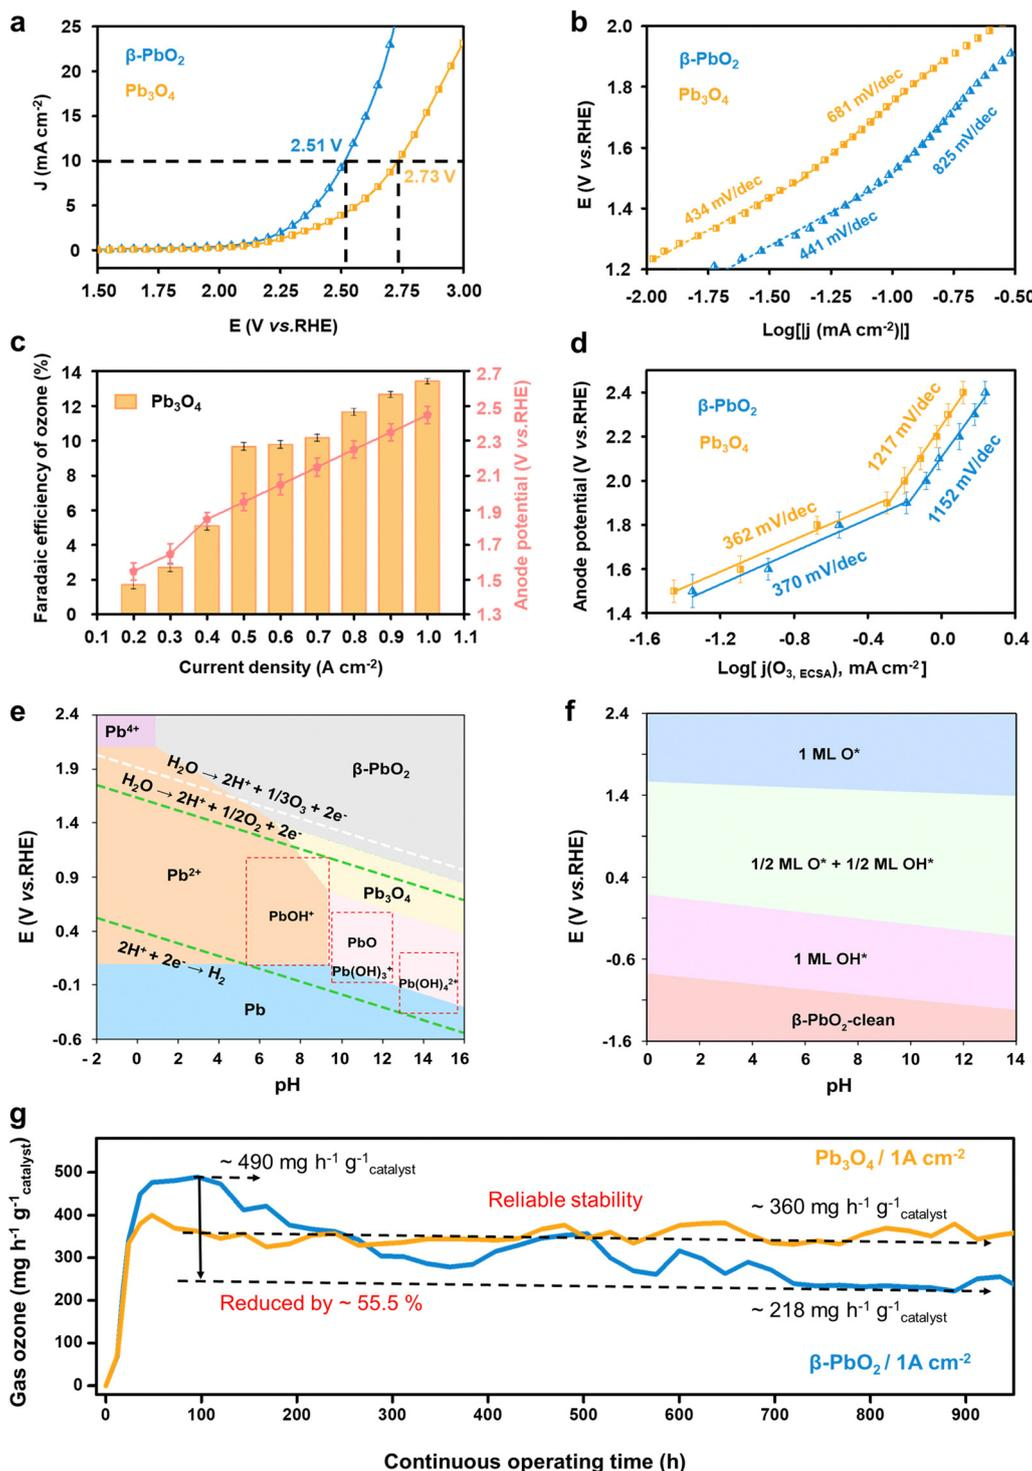 a
J (mA cm⁻²)
25
20
15
10
5
0
β-PbO₂
Pb₃O₄
2.51 V
2.73 V
1.50 1.75 2.00 2.25 2.50 2.75 3.00
E (V vs.RHE)
b
E (V vs.RHE)
2.0
1.8
1.6
1.4
1.2
β-PbO₂
Pb₃O₄
681 mV/dec
825 mV/dec
434 mV/dec
441 mV/dec
-2.00 -1.75 -1.50 -1.25 -1.00 -0.75 -0.50
Log[|j (mA cm⁻²)|]
c
Faradaic efficiency of ozone (%)
14
12
10
8
6
4
2
0
Pb₃O₄
2.7
2.5
2.3
2.1
1.9
1.7
1.5
1.3
Anode potential (V vs.RHE)
0.1 0.2 0.3 0.4 0.5 0.6 0.7 0.8 0.9 1.0 1.1
Current density (A cm⁻²)
d
Anode potential (V vs.RHE)
2.4
2.2
2.0
1.8
1.6
1.4
β-PbO₂
Pb₃O₄
1217 mV/dec
1152 mV/dec
362 mV/dec
370 mV/dec
-1.6 -1.2 -0.8 -0.4 0.0 0.4
Log[ j(O₃, ECSA), mA cm⁻² ]
e
E (V vs.RHE)
2.4
1.9
1.4
0.9
0.4
-0.1
-0.6
Pb⁴⁺
H₂O → 2H⁺ + 1/3O₃ + 2e⁻
β-PbO₂
H₂O → 2H⁺ + 1/2O₂ + 2e⁻
Pb²⁺
Pb₃O₄
PbOH⁺
PbO
Pb(OH)₃⁺
Pb(OH)₄²⁺
2H⁺ + 2e⁻ → H₂
Pb
- 2 0 2 4 6 8 10 12 14 16
pH
f
E (V vs.RHE)
2.4
1.4
0.4
-0.6
-1.6
1 ML O*
1/2 ML O* + 1/2 ML OH*
1 ML OH*
β-PbO₂-clean
0 2 4 6 8 10 12 14
pH
g
Gas ozone (mg h⁻¹ g⁻¹catalyst)
500
400
300
200
100
0
~ 490 mg h⁻¹ g⁻¹catalyst
Pb₃O₄ / 1A cm⁻²
Reliable stability
~ 360 mg h⁻¹ g⁻¹catalyst
Reduced by ~ 55.5 %
~ 218 mg h⁻¹ g⁻¹catalyst
β-PbO₂ / 1A cm⁻²
0 100 200 300 400 500 600 700 800 900
Continuous operating time (h)